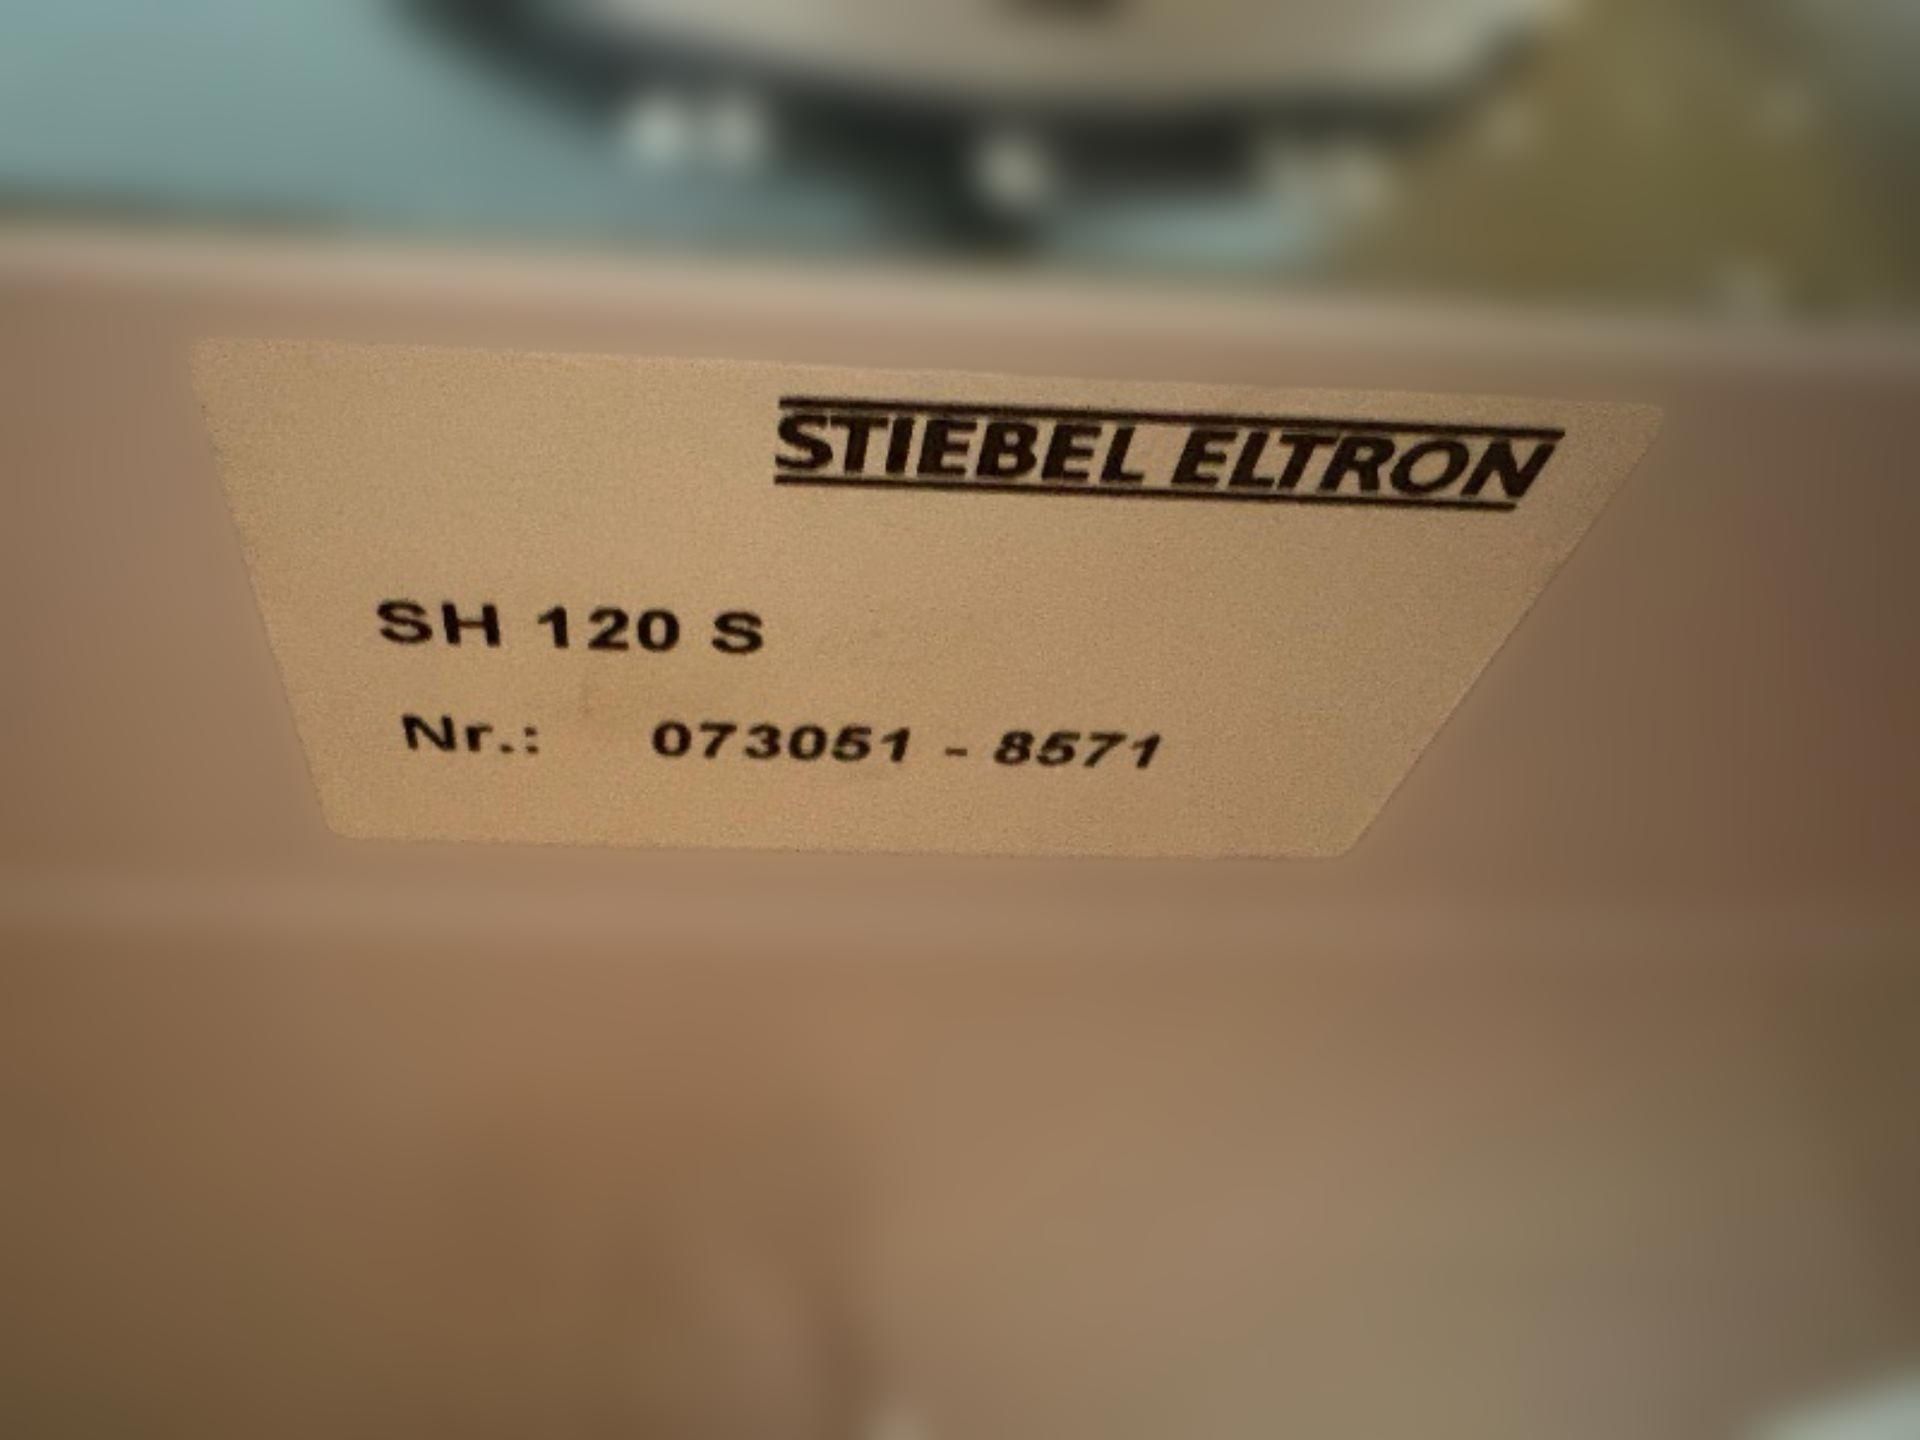 STIEBEL ELTRON
SH 120 S
Nr.: 073051 - 8571